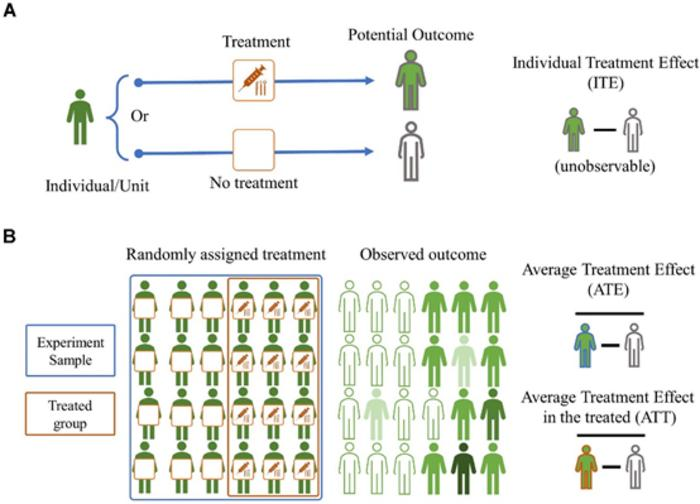 A
Treatment
Potential Outcome
Individual Treatment Effect
(ITE)
Or
(unobservable)
Individual/Unit
No treatment
B
Randomly assigned treatment
Observed outcome
Average Treatment Effect
(ATE)
Experiment
Sample
Treated
group
Average Treatment Effect
in the treated (ATT)